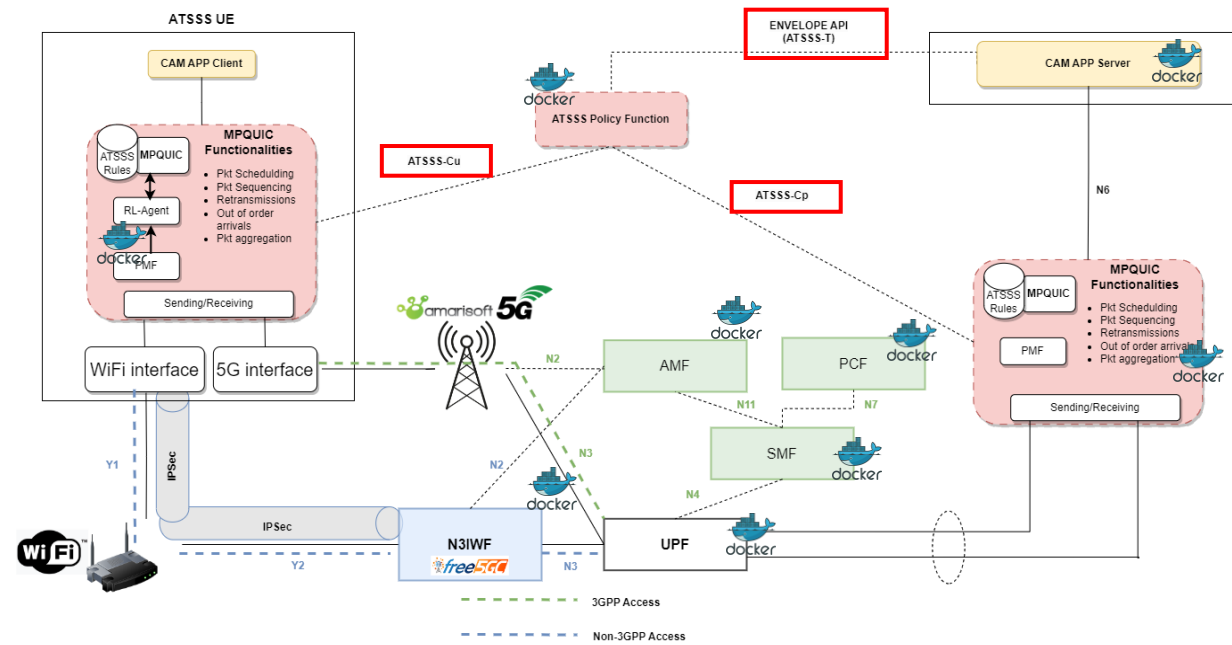 ATSSS UE
ENVELOPE API
(ATSSS-T)
CAM APP Client
CAM APP Server
docker
docker
ATSSS Policy Function
MPQUIC
Functionalities
ATSSS
Rules
MPQUIC
Pkt Schedulding
Pkt Sequencing
Retransmissions
Out of order
arrivals
Pkt aggregation
RL-Agent
docker
PMF
Sending/Receiving
ATSSS-Cu
ATSSS-Cp
N6
MPQUIC
Functionalities
ATSSS
Rules
MPQUIC
Pkt Schedulding
Pkt Sequencing
Retransmissions
Out of order arrivals
Pkt aggregation
PMF
docker
Sending/Receiving
amarisoft 5G
WiFi interface
5G interface
N2
AMF
docker
PCF
docker
N11
N7
SMF
docker
N2
N3
N4
docker
Y1
IPSec
IPSec
WiFi
TM
N3IWF
free5GC
UPF
docker
Y2
N3
3GPP Access
Non-3GPP Access